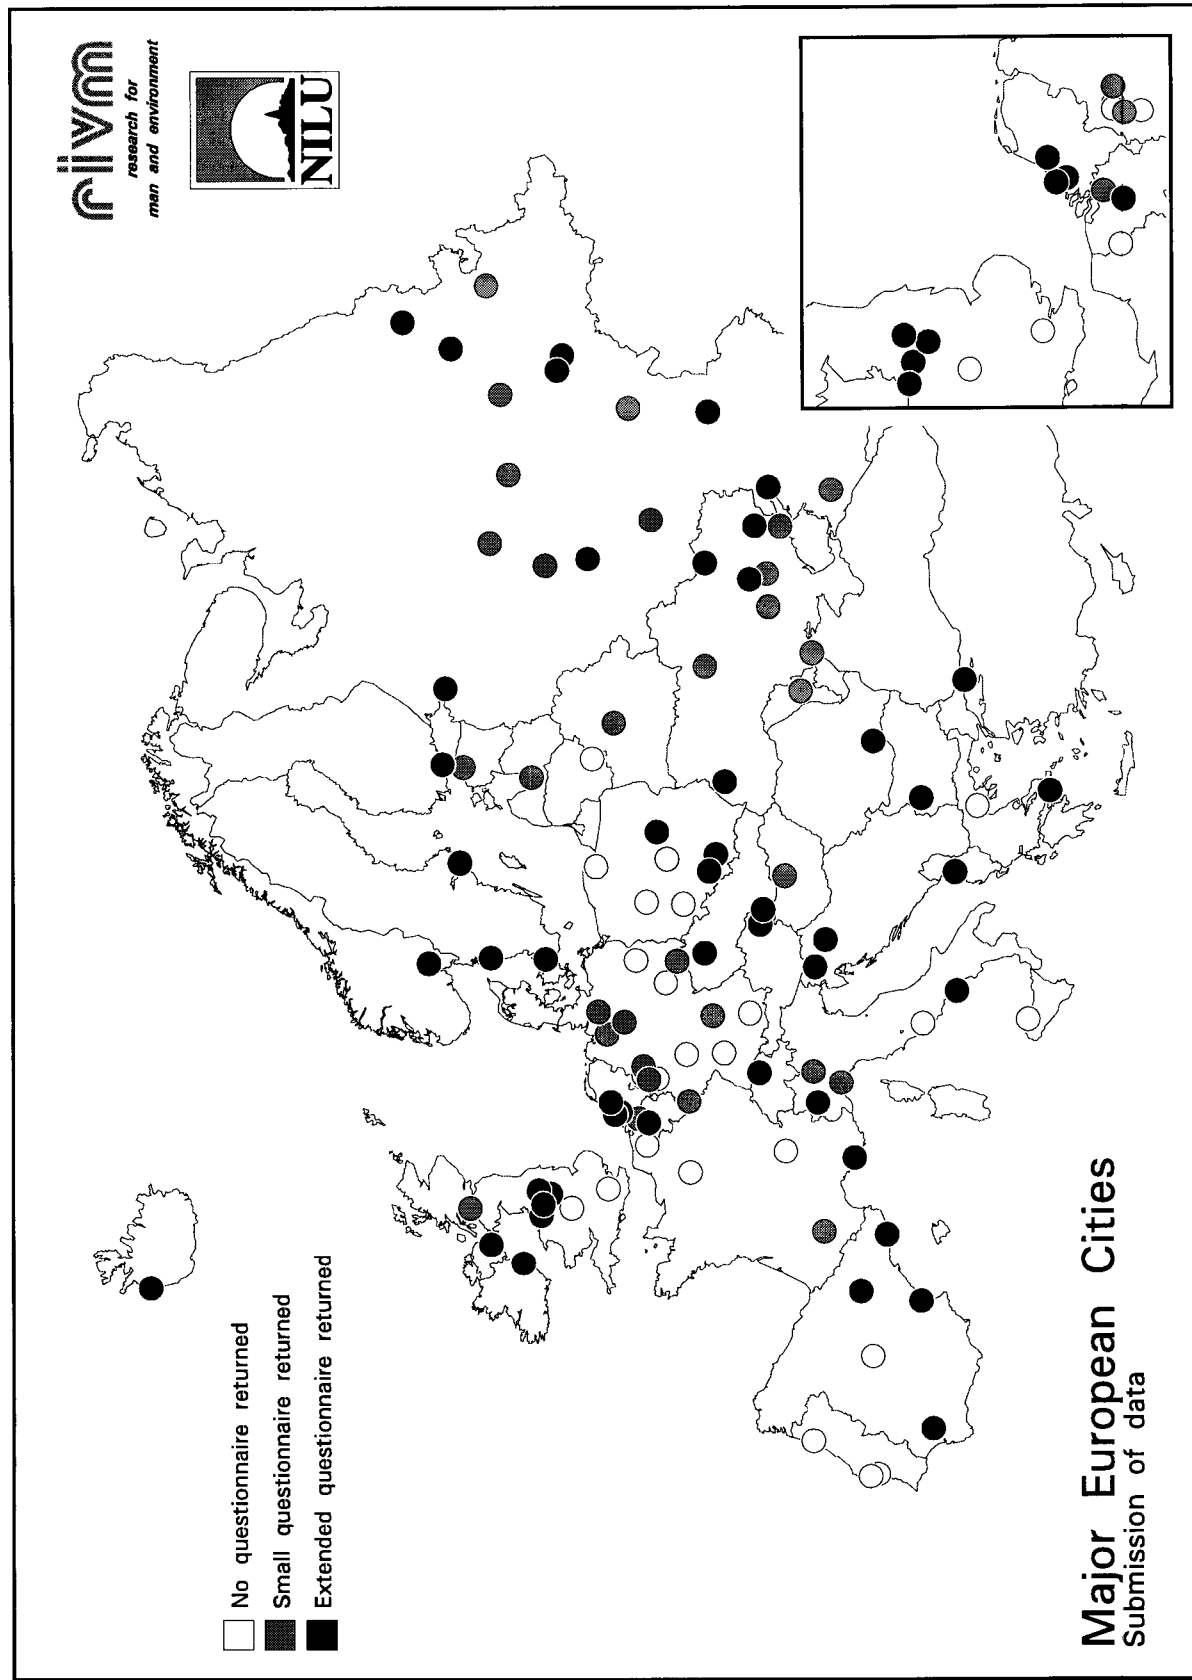 riivm
research for
man and environment
NILU
No questionnaire returned
Small questionnaire returned
Extended questionnaire returned
Major European Cities
Submission of data